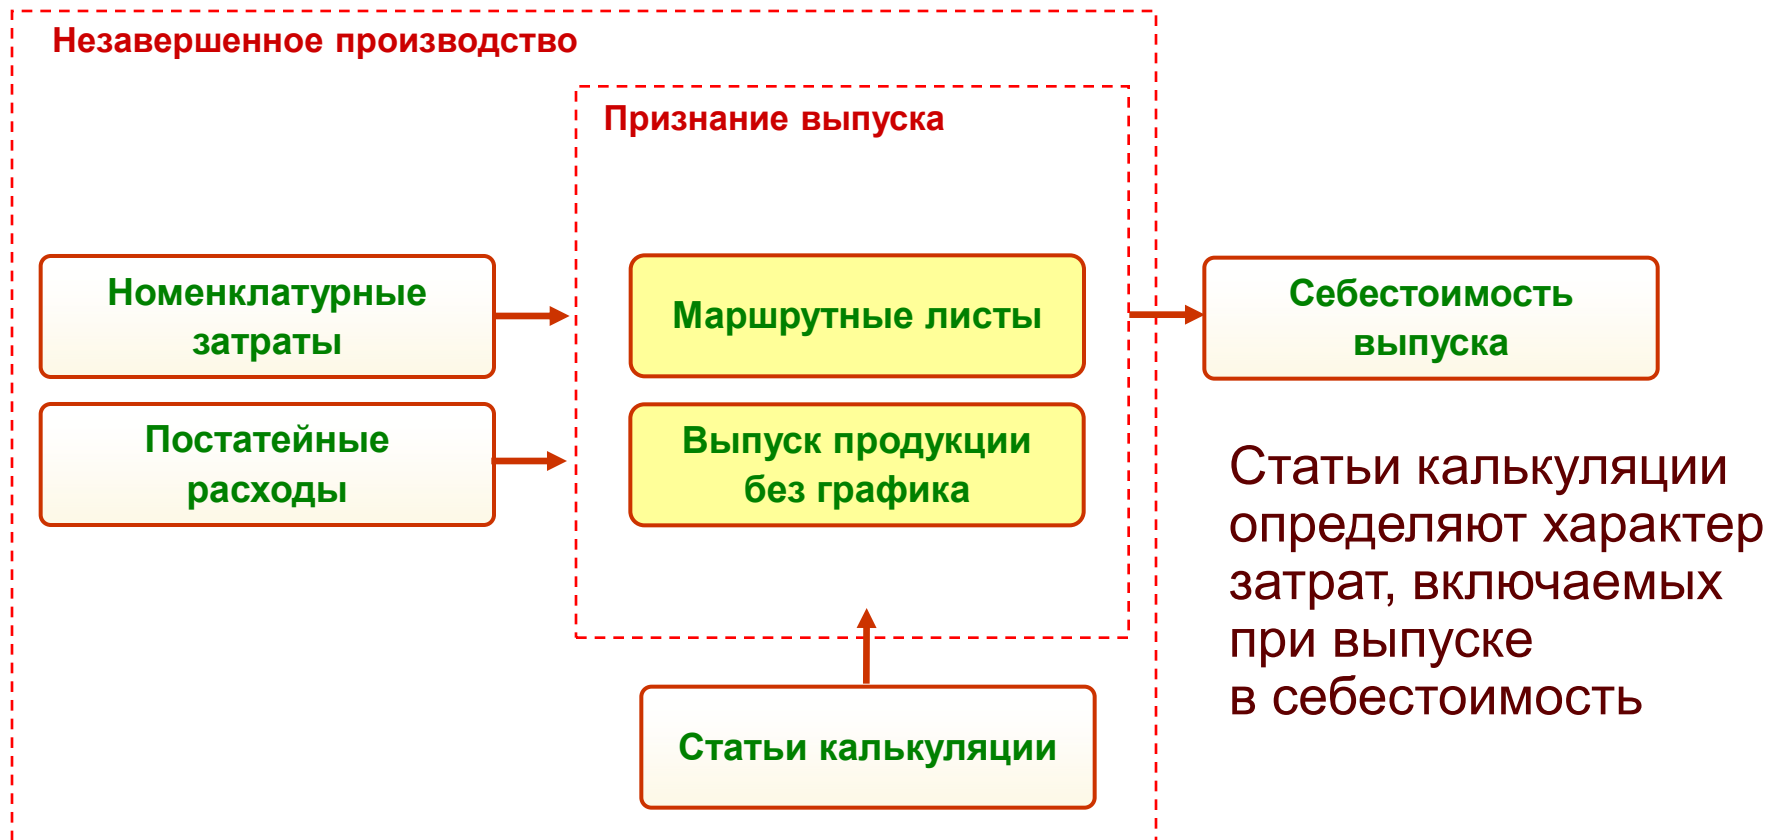 Незавершенное производство
Признание выпуска
Номенклатурные
затраты
Маршрутные листы
Себестоимость
выпуска
Постатейные
расходы
Выпуск продукции
без графика
Статьи калькуляции
определяют характер
затрат, включаемых
при выпуске
в себестоимость
Статьи калькуляции